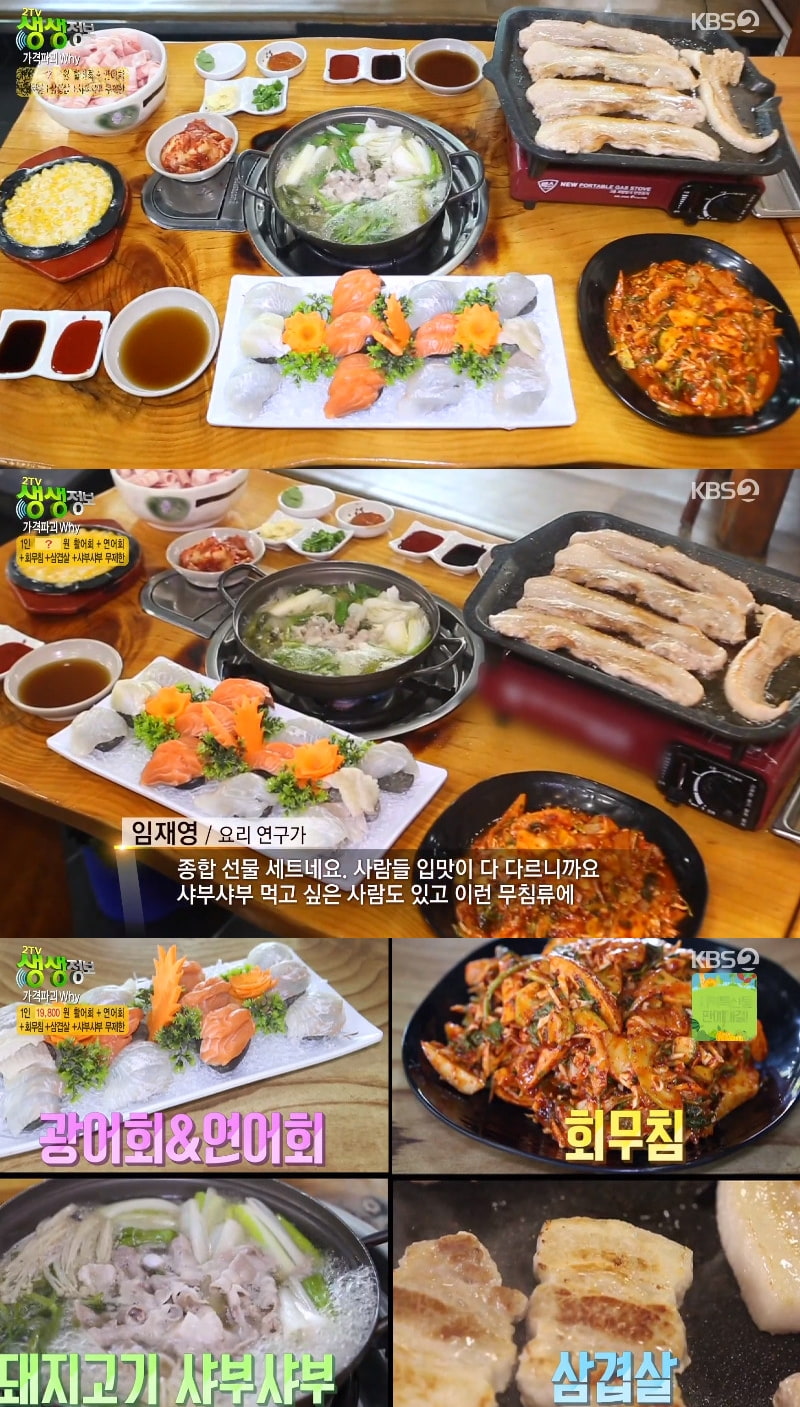 2TV
생생정보
가격파괴 Why
KBS2
NEW PORTABLE GAS STOVE
2TV
생생정보
가격파괴 Why
1인 ? 원 활어회 + 연어회
+ 회무침 +삼겹살 +샤부샤부 무제한
KBS2
임재영 / 요리 연구가
종합 선물 세트네요. 사람들 입맛이 다 다르니까요
샤부샤부 먹고 싶은 사람도 있고 이런 무침류에
2TV
생생정보
가격파괴 Why
1인 19,800 원 활어회 + 연어회
+ 회무침 +삼겹살 +샤부샤부 무제한
KBS2
광어회&연어회
회무침
돼지고기 샤부샤부
삼겹살